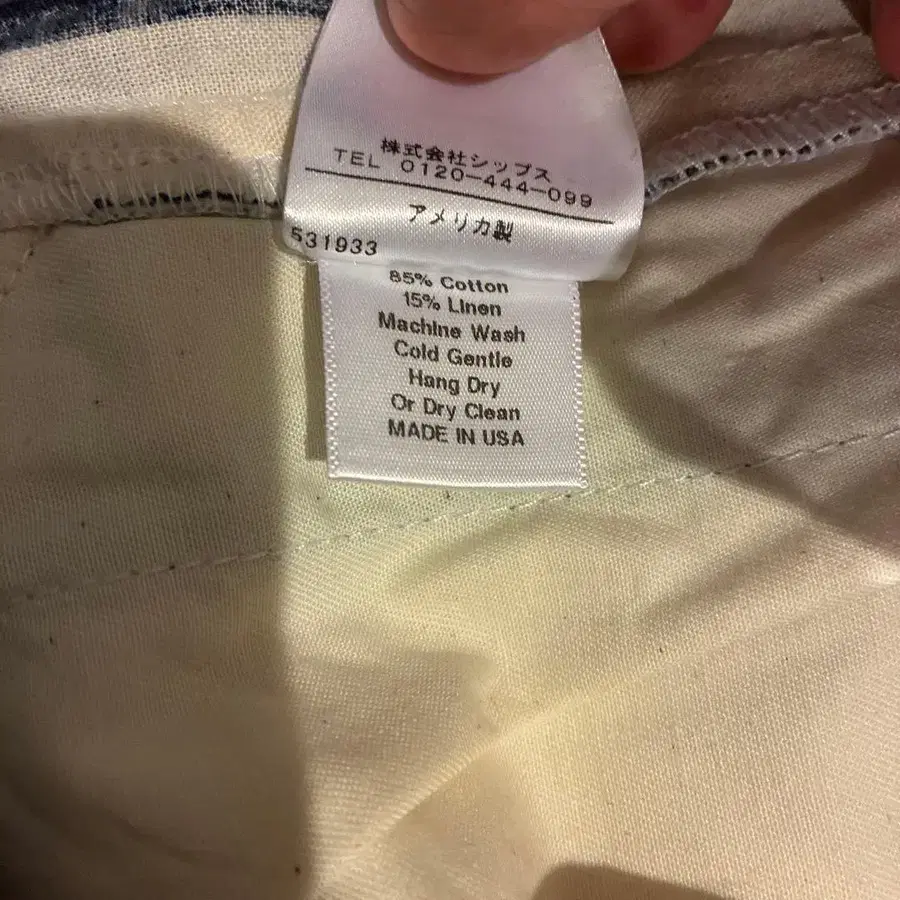 株式会社シップス
TEL 0120-444-099
アメリカ製
531933
85% Cotton
15% Linen
Machine Wash
Cold Gentle
Hang Dry
Or Dry Clean
MADE IN USA